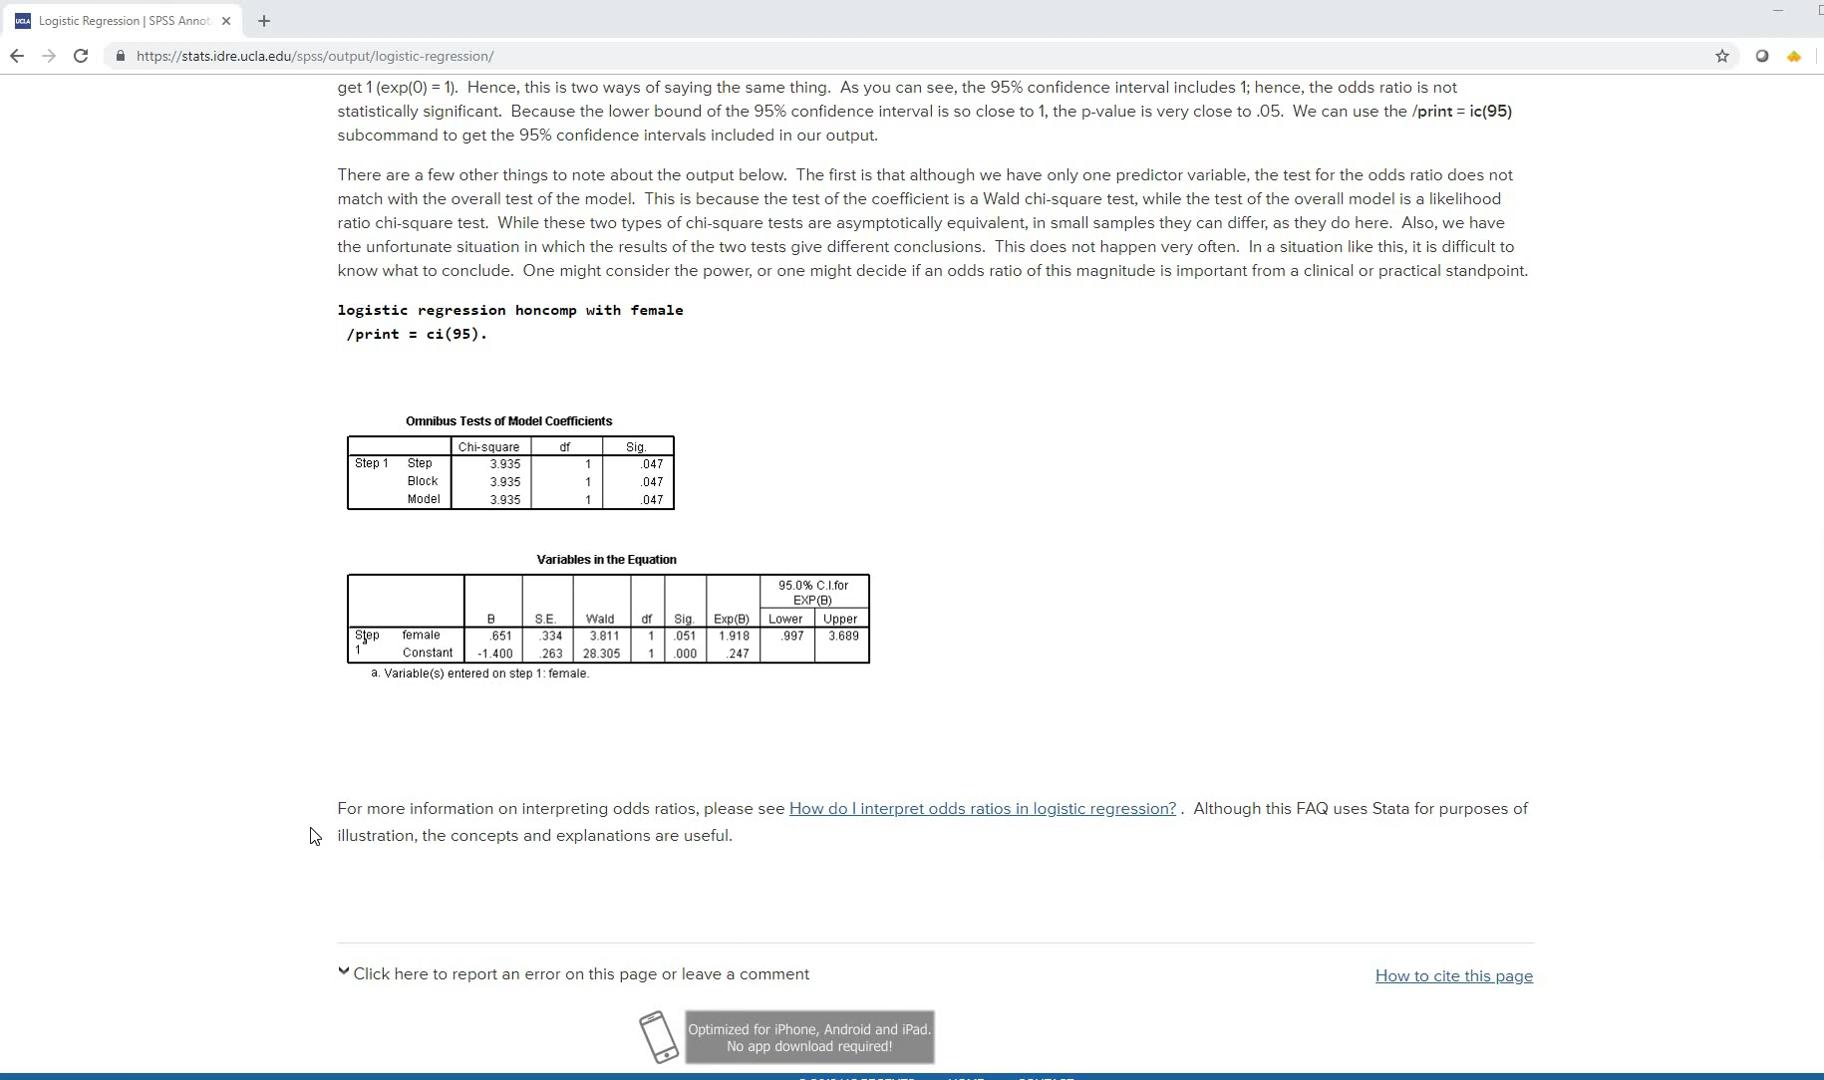 Logistic Regression | SPSS Annot
https://stats.idre.ucla.edu/spss/output/logistic-regression/
get 1 (exp(0) = 1). Hence, this is two ways of saying the same thing. As you can see, the 95% confidence interval includes 1; hence, the odds ratio is not
statistically significant. Because the lower bound of the 95% confidence interval is so close to 1, the p-value is very close to .05. We can use the /print = ic(95)
subcommand to get the 95% confidence intervals included in our output.
There are a few other things to note about the output below. The first is that although we have only one predictor variable, the test for the odds ratio does not
match with the overall test of the model. This is because the test of the coefficient is a Wald chi-square test, while the test of the overall model is a likelihood
ratio chi-square test. While these two types of chi-square tests are asymptotically equivalent, in small samples they can differ, as they do here. Also, we have
the unfortunate situation in which the results of the two tests give different conclusions. This does not happen very often. In a situation like this, it is difficult to
know what to conclude. One might consider the power, or one might decide if an odds ratio of this magnitude is important from a clinical or practical standpoint.
logistic regression honcomp with female
/print = ci(95).
Omnibus Tests of Model Coefficients
Chi-square df Sig.
Step 1 Step 3.935 1 .047
Block 3.935 1 .047
Model 3.935 1 .047
Variables in the Equation
95.0% C.I.for
EXP(B)
B S.E. Wald df Sig. Exp(B) Lower Upper
Step female .651 .334 3.811 1 .051 1.918 .997 3.689
1a Constant -1.400 .263 28.305 1 .000 .247
a. Variable(s) entered on step 1: female.
For more information on interpreting odds ratios, please see How do I interpret odds ratios in logistic regression? . Although this FAQ uses Stata for purposes of
illustration, the concepts and explanations are useful.
Click here to report an error on this page or leave a comment
How to cite this page
Optimized for iPhone, Android and iPad.
No app download required!